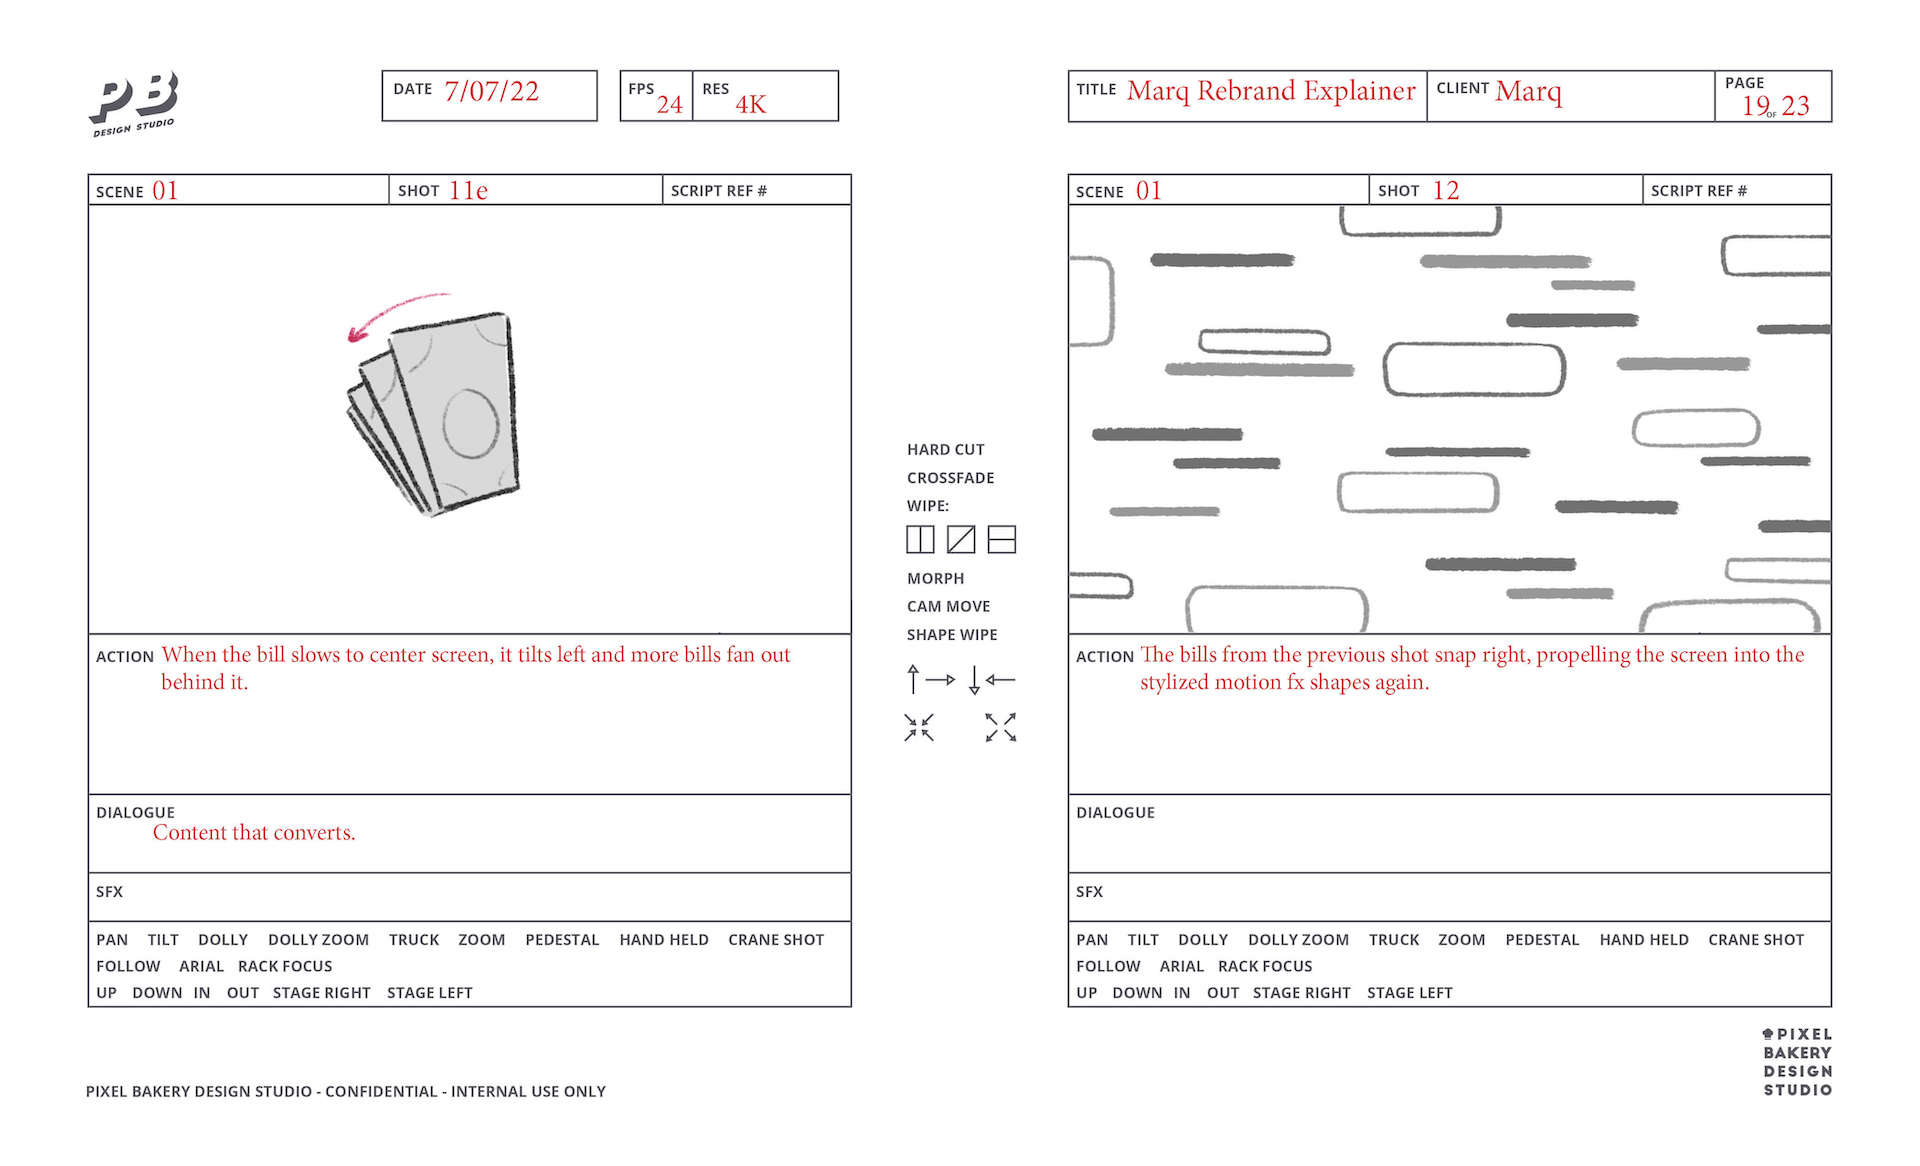 PB
DESIGN STUDIO
DATE 7/07/22
FPS 24
RES 4K
TITLE Marq Rebrand Explainer
CLIENT Marq
PAGE 19 OF 23
SCENE 01
SHOT 11e
SCRIPT REF #
ACTION When the bill slows to center screen, it tilts left and more bills fan out
behind it.
DIALOGUE
Content that converts.
SFX
PAN TILT DOLLY DOLLY ZOOM TRUCK ZOOM PEDESTAL HAND HELD CRANE SHOT
FOLLOW ARIAL RACK FOCUS
UP DOWN IN OUT STAGE RIGHT STAGE LEFT
HARD CUT
CROSSFADE
WIPE:
MORPH
CAM MOVE
SHAPE WIPE
SCENE 01
SHOT 12
SCRIPT REF #
ACTION The bills from the previous shot snap right, propelling the screen into the
stylized motion fx shapes again.
DIALOGUE
SFX
PAN TILT DOLLY DOLLY ZOOM TRUCK ZOOM PEDESTAL HAND HELD CRANE SHOT
FOLLOW ARIAL RACK FOCUS
UP DOWN IN OUT STAGE RIGHT STAGE LEFT
PIXEL
BAKERY
DESIGN
STUDIO
PIXEL BAKERY DESIGN STUDIO - CONFIDENTIAL - INTERNAL USE ONLY